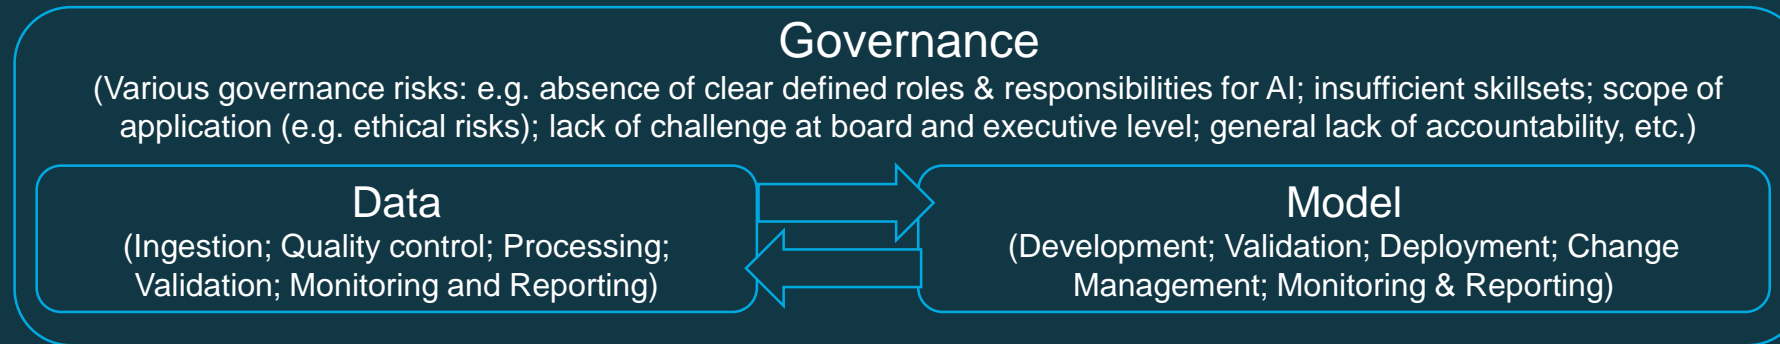 Governance
(Various governance risks: e.g. absence of clear defined roles & responsibilities for AI; insufficient skillsets; scope of
application (e.g. ethical risks); lack of challenge at board and executive level; general lack of accountability, etc.)
Data
(Ingestion; Quality control; Processing;
Validation; Monitoring and Reporting)
Model
(Development; Validation; Deployment; Change
Management; Monitoring & Reporting)